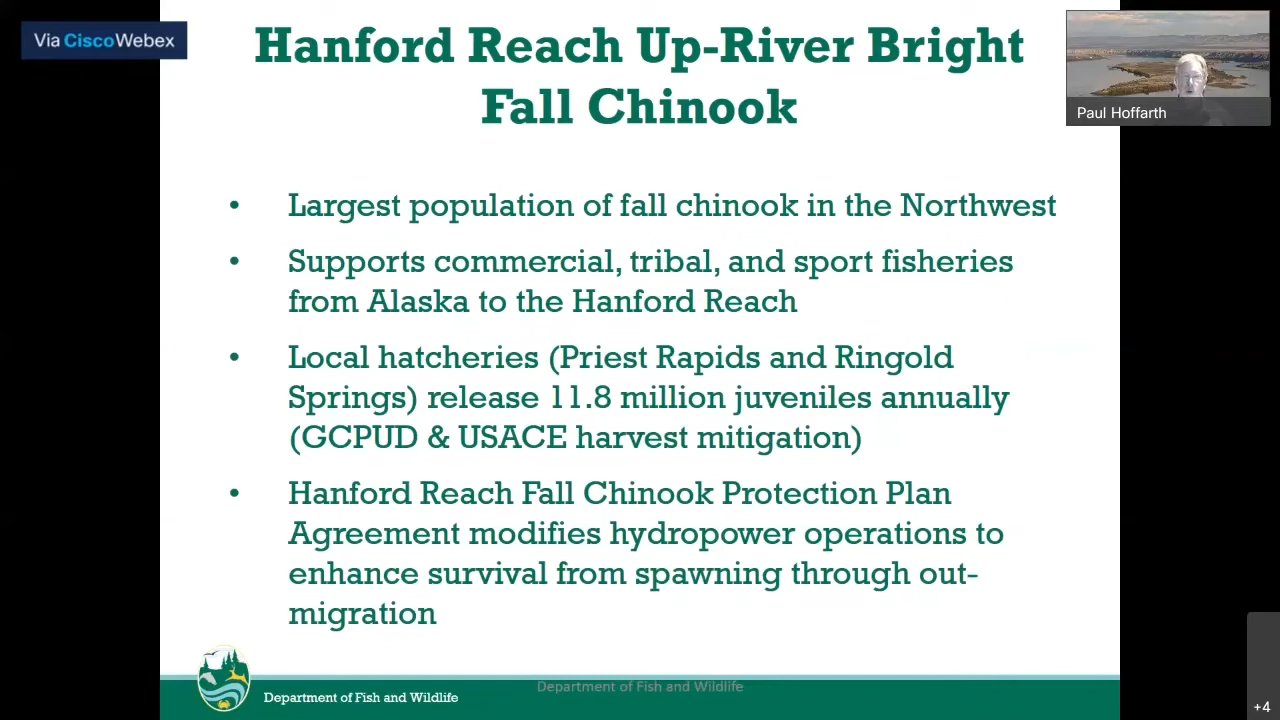 Via Cisco Webex
Hanford Reach Up-River Bright
Fall Chinook
Paul Hoffarth
• Largest population of fall chinook in the Northwest
• Supports commercial, tribal, and sport fisheries
from Alaska to the Hanford Reach
• Local hatcheries (Priest Rapids and Ringold
Springs) release 11.8 million juveniles annually
(GCPUD & USACE harvest mitigation)
• Hanford Reach Fall Chinook Protection Plan
Agreement modifies hydropower operations to
enhance survival from spawning through out-
migration
Department of Fish and Wildlife
Department of Fish and Wildlife
+4